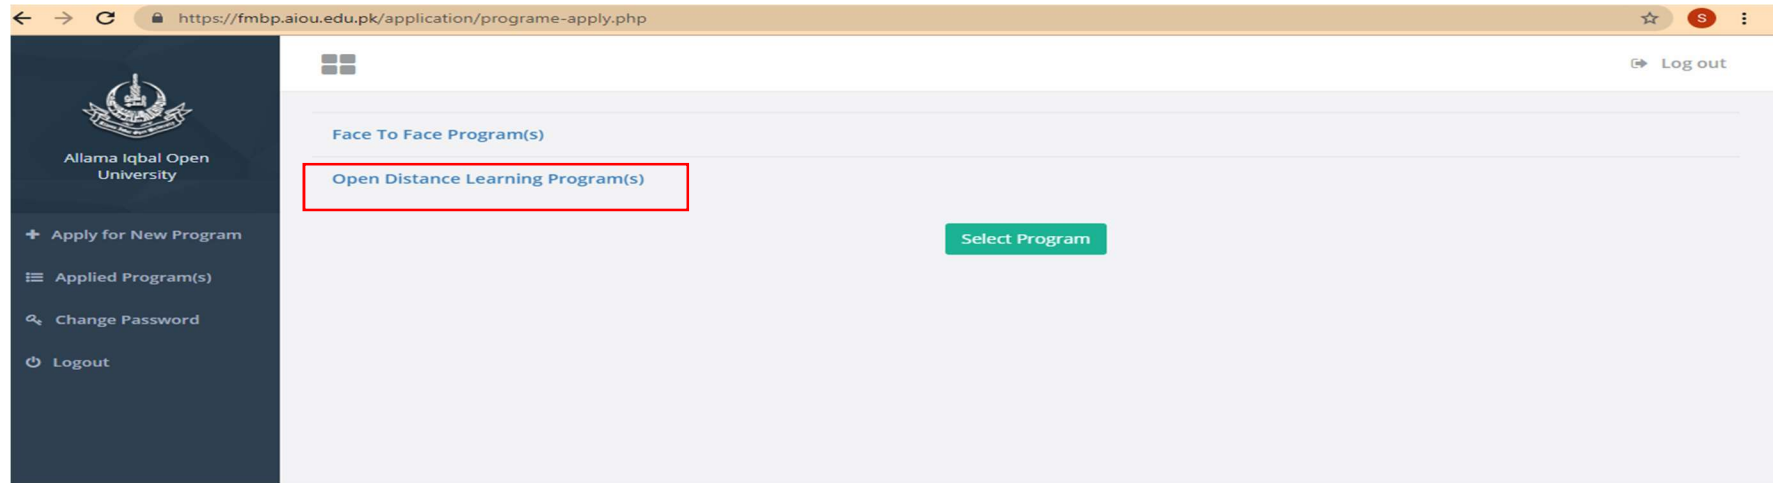 https://fmbp.aiou.edu.pk/application/programe-apply.php
S
Log out
Allama Iqbal Open
University
Face To Face Program(s)
Open Distance Learning Program(s)
Select Program
Apply for New Program
Applied Program(s)
Change Password
Logout